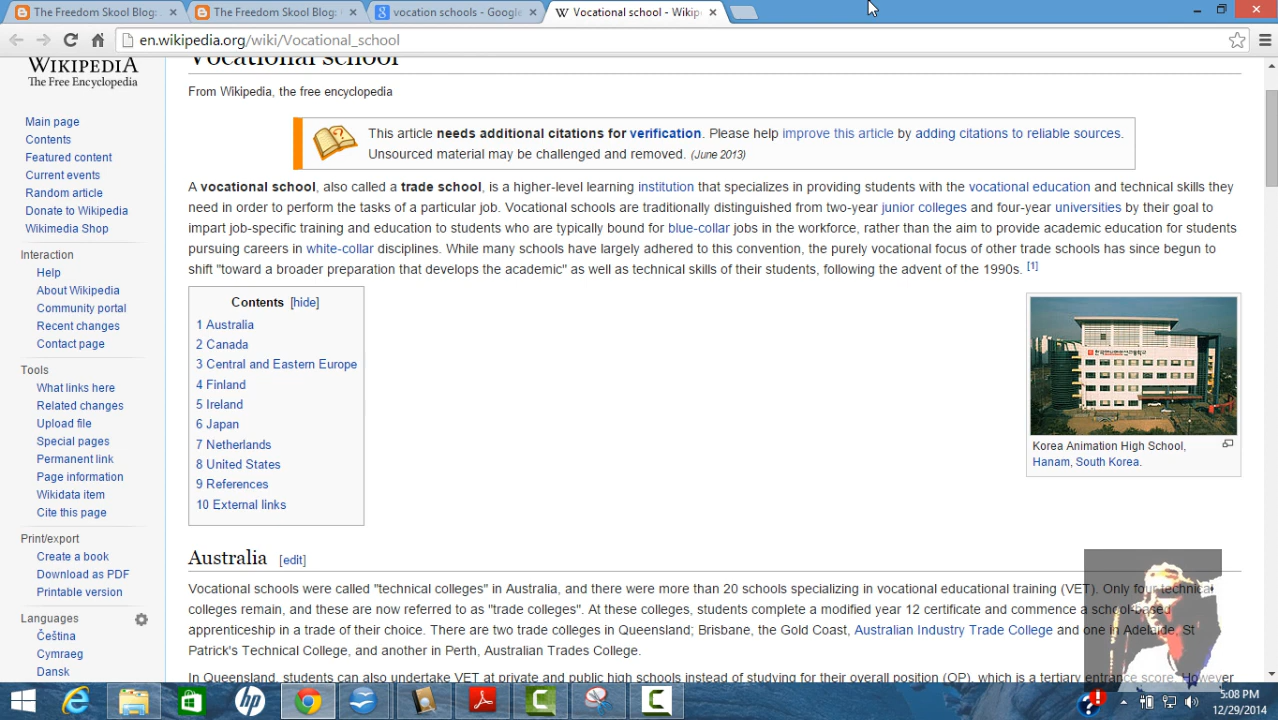 The Freedom Skool Blog:
The Freedom Skool Blog:
vocation schools - Google
Vocational school - Wikip
en.wikipedia.org/wiki/Vocational_school
WIKIPEDIA
The Free Encyclopedia
Main page
Contents
Featured content
Current events
Random article
Donate to Wikipedia
Wikimedia Shop
Interaction
Help
About Wikipedia
Community portal
Recent changes
Contact page
Tools
What links here
Related changes
Upload file
Special pages
Permanent link
Page information
Wikidata item
Cite this page
Print/export
Create a book
Download as PDF
Printable version
Languages
Čeština
Cymraeg
Dansk
Vocational school
From Wikipedia, the free encyclopedia
This article needs additional citations for verification. Please help improve this article by adding citations to reliable sources.
Unsourced material may be challenged and removed. (June 2013)
A vocational school, also called a trade school, is a higher-level learning institution that specializes in providing students with the vocational education and technical skills they
need in order to perform the tasks of a particular job. Vocational schools are traditionally distinguished from two-year junior colleges and four-year universities by their goal to
impart job-specific training and education to students who are typically bound for blue-collar jobs in the workforce, rather than the aim to provide academic education for students
pursuing careers in white-collar disciplines. While many schools have largely adhered to this convention, the purely vocational focus of other trade schools has since begun to
shift "toward a broader preparation that develops the academic" as well as technical skills of their students, following the advent of the 1990s. [1]
Contents [hide]
1 Australia
2 Canada
3 Central and Eastern Europe
4 Finland
5 Ireland
6 Japan
7 Netherlands
8 United States
9 References
10 External links
Korea Animation High School,
Hanam, South Korea.
Australia [edit]
Vocational schools were called "technical colleges" in Australia, and there were more than 20 schools specializing in vocational educational training (VET). Only four technical
colleges remain, and these are now referred to as "trade colleges". At these colleges, students complete a modified year 12 certificate and commence a school-based
apprenticeship in a trade of their choice. There are two trade colleges in Queensland; Brisbane, the Gold Coast, Australian Industry Trade College and one in Adelaide, St
Patrick's Technical College, and another in Perth, Australian Trades College.
In Queensland, students can also undertake VET at private and public high schools instead of studying for their overall position (OP), which is a tertiary entrance score. However
5:08 PM
12/29/2014